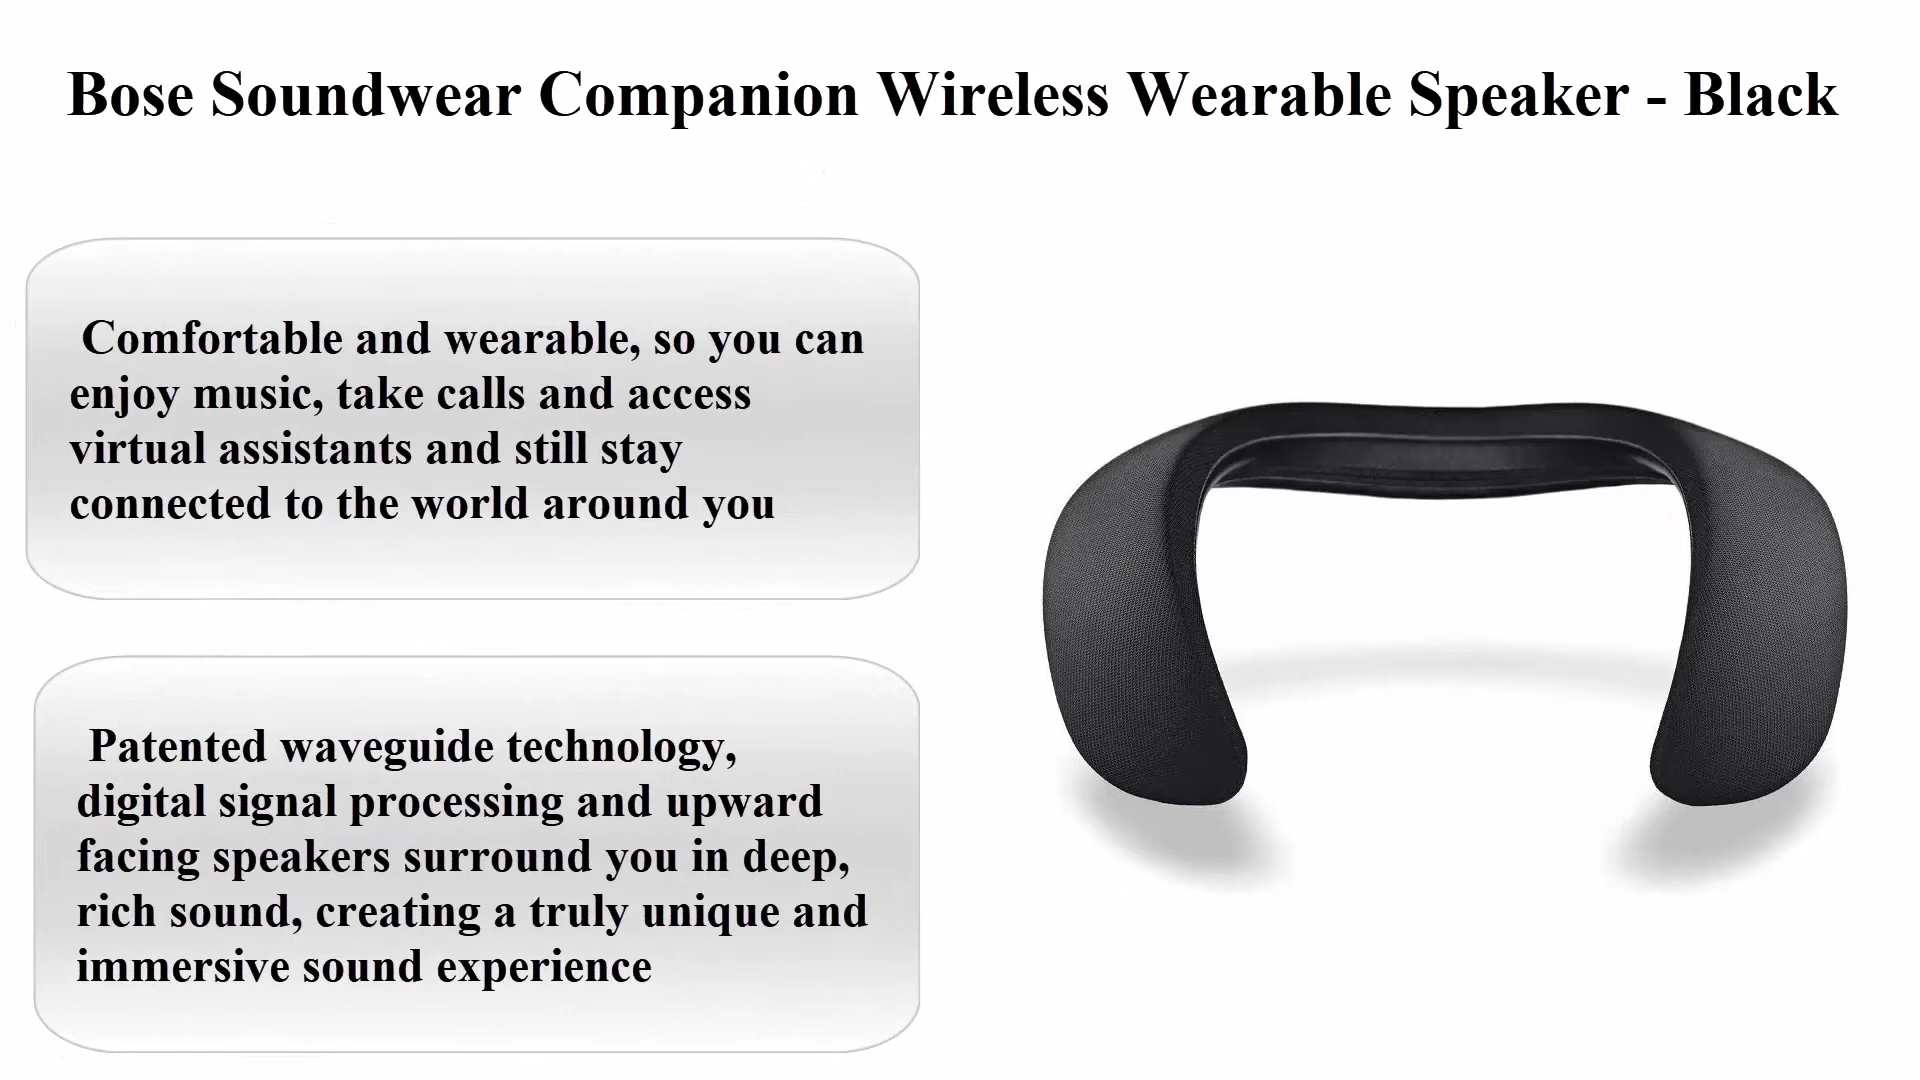 Bose Soundwear Companion Wireless Wearable Speaker - Black
Comfortable and wearable, so you can
enjoy music, take calls and access
virtual assistants and still stay
connected to the world around you
Patented waveguide technology,
digital signal processing and upward
facing speakers surround you in deep,
rich sound, creating a truly unique and
immersive sound experience